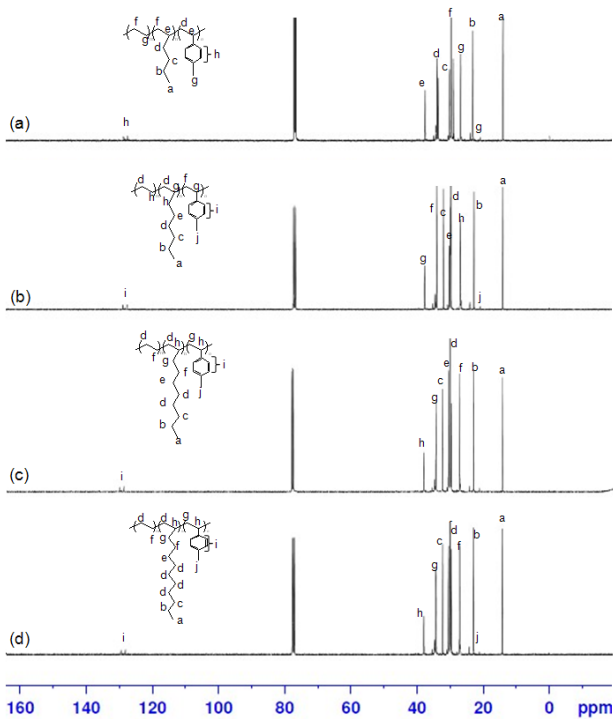 f f d
e e
g
d h
c
b g
a
f a
b
d g
c
e
h g
(a)
d d f
h g g
h
e i
d
c j
b
a
a
f c d b
h
e
g
i j
(b)
d d g
f h h
g
f i
e
d j
d
c
b
a
d
e f b a
c
g
h
i
(c)
d d g
f h h
g
f i
e
d j
d
d
d
c
b
a
d a
c f b
g
h
i j
(d)
160 140 120 100 80 60 40 20 0 ppm